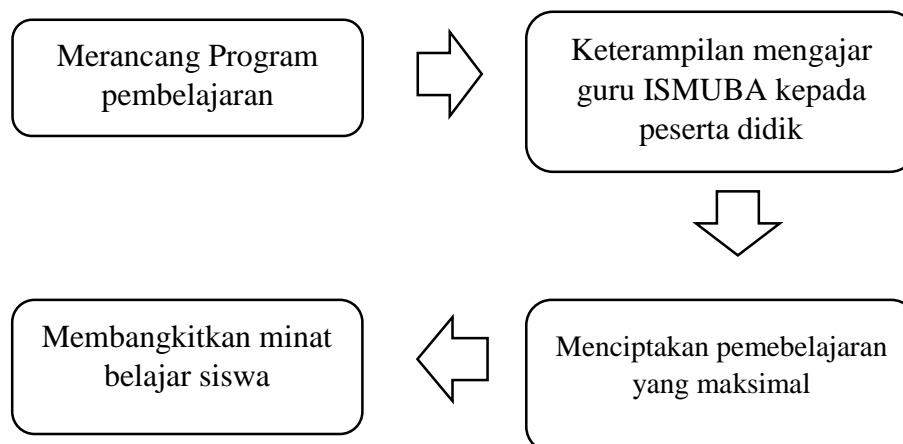 Merancang Program
pembelajaran
Keterampilan mengajar
guru ISMUBA kepada
peserta didik
Menciptakan pemebelajaran
yang maksimal
Membangkitkan minat
belajar siswa